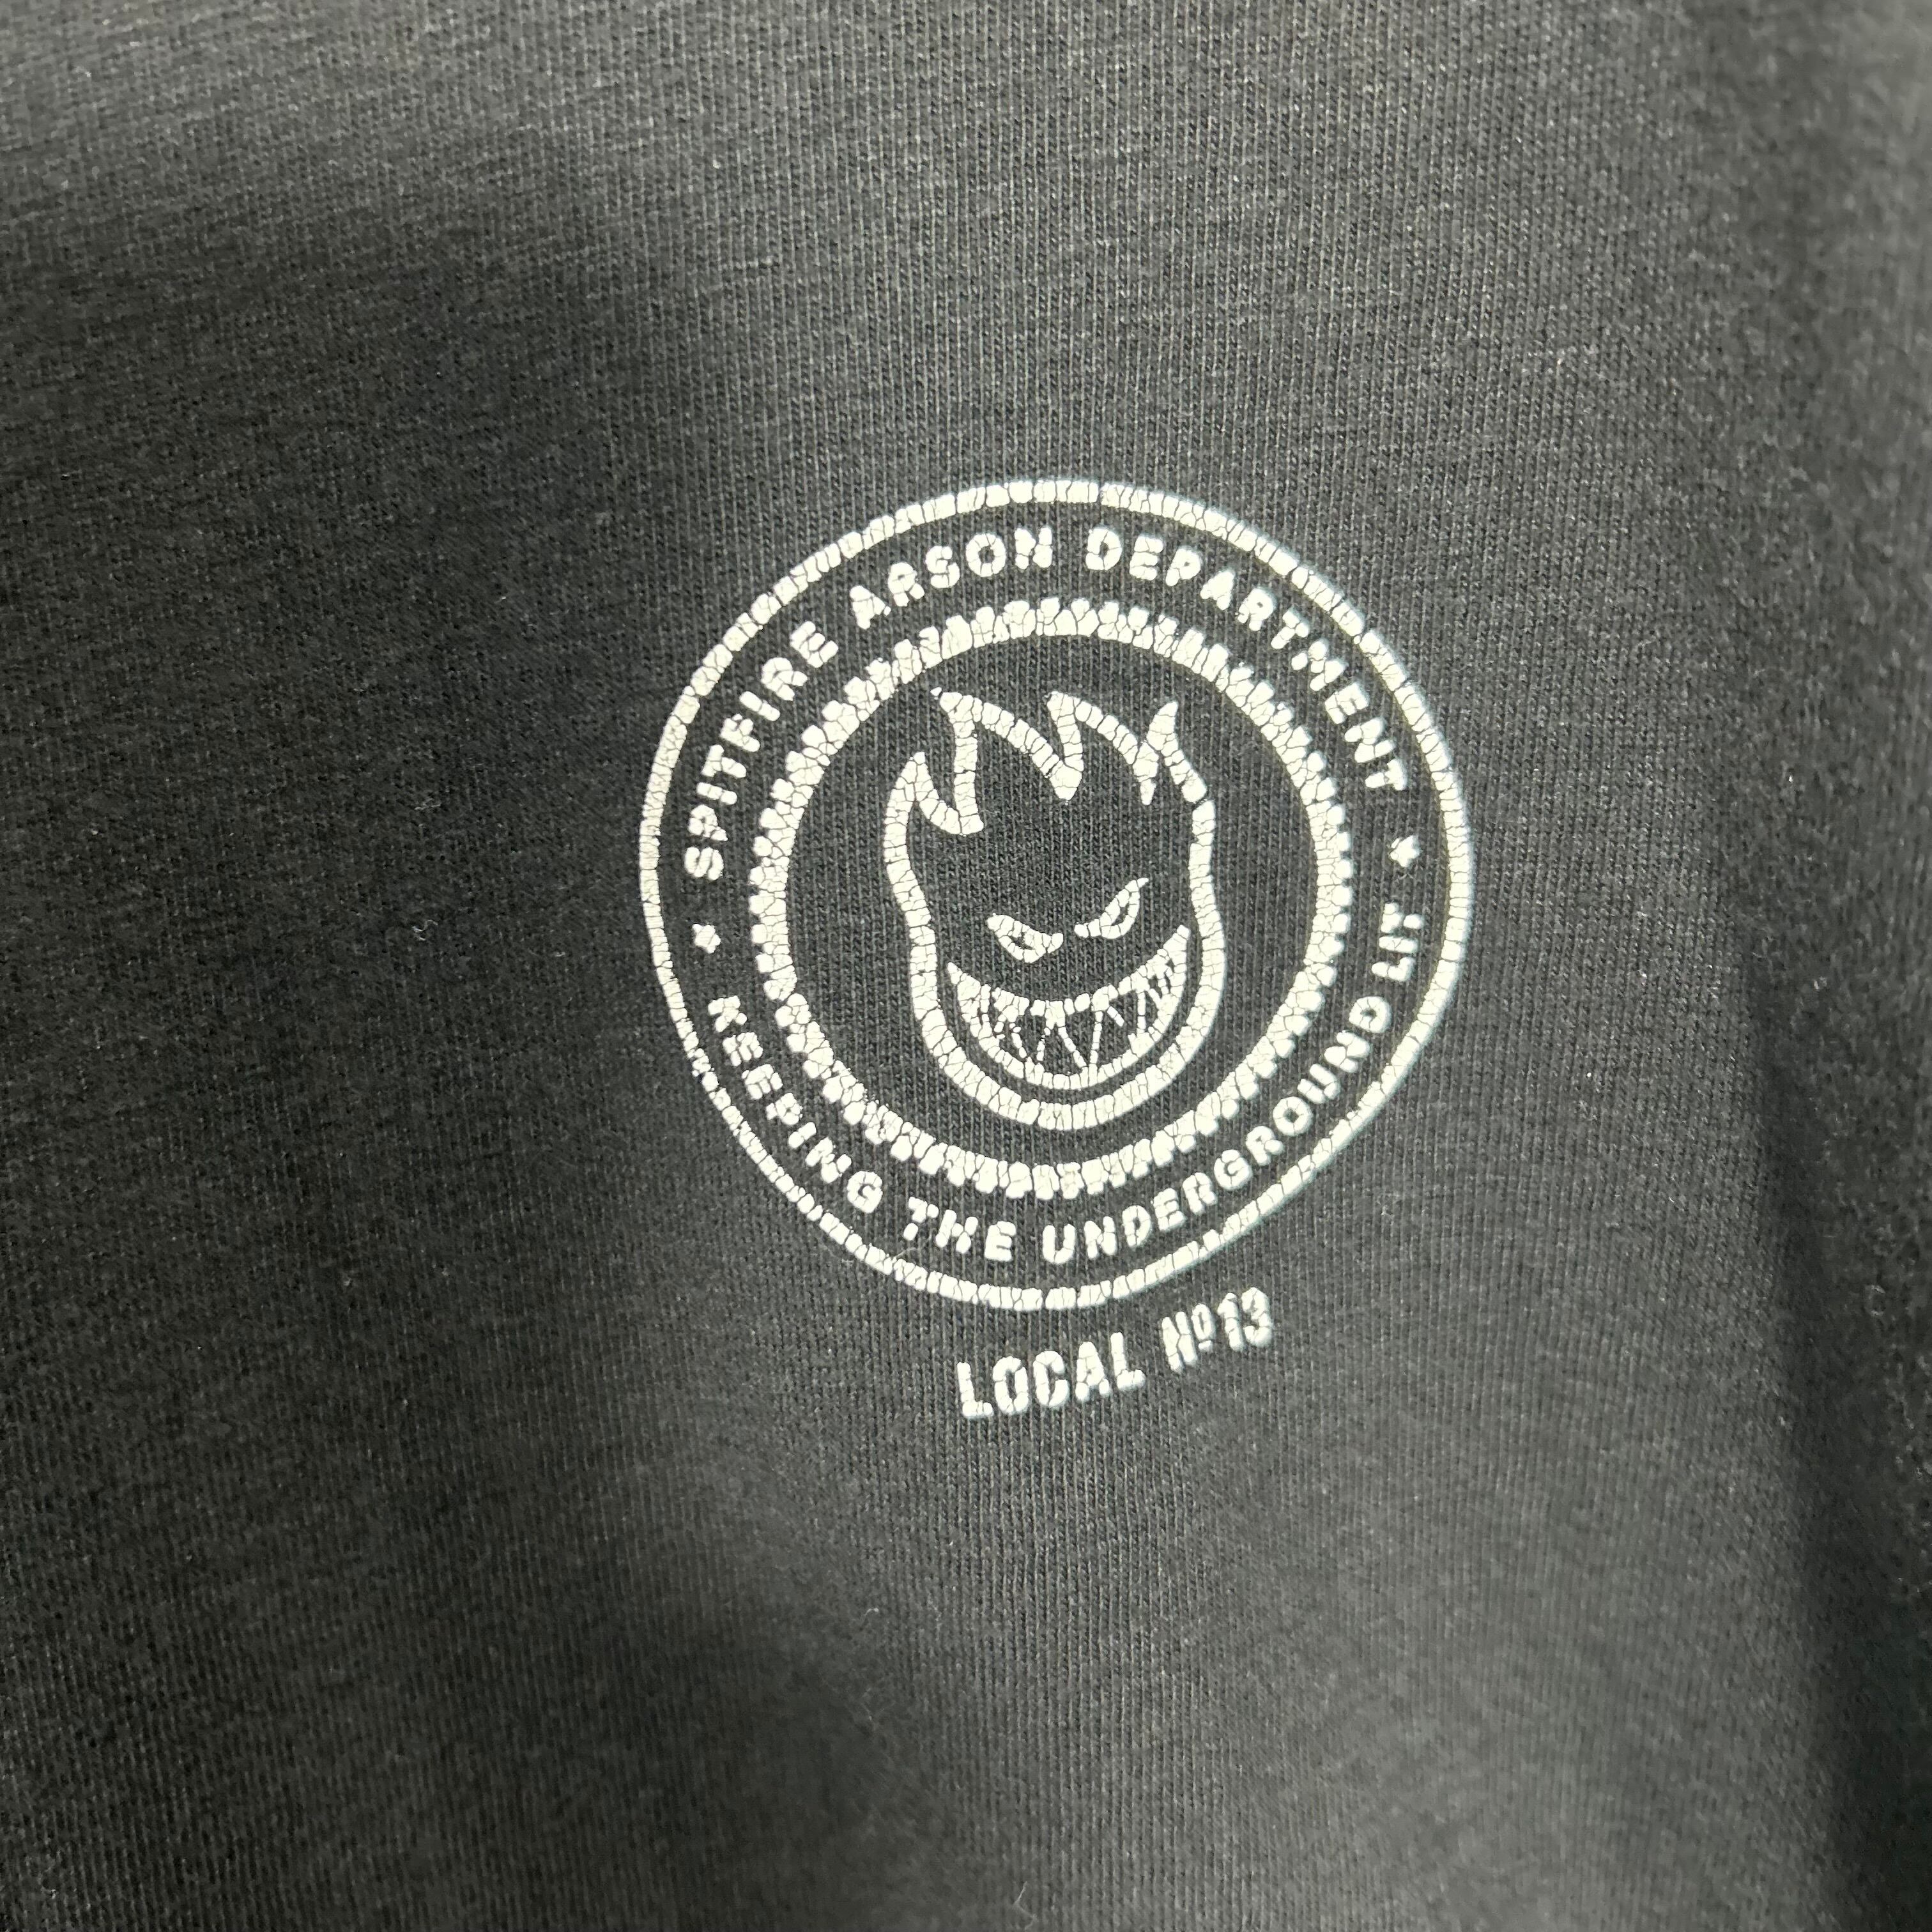 SPITFIRE ARSON DEPARTMENT
KEEPING THE UNDERGROUND LIT
LOCAL Nº13